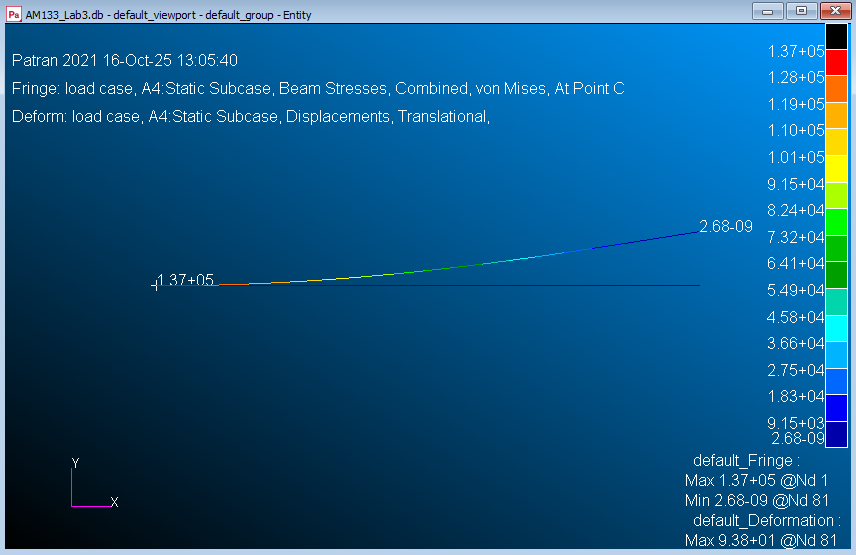 Pa AM133_Lab3.db - default_viewport - default_group - Entity
Patran 2021 16-Oct-25 13:05:40
Fringe: load case, A4:Static Subcase, Beam Stresses, Combined, von Mises, At Point C
Deform: load case, A4:Static Subcase, Displacements, Translational,
1.37+05
1.28+05
1.19+05
1.10+05
1.01+05
9.15+04
8.24+04
7.32+04
6.41+04
5.49+04
4.58+04
3.66+04
2.75+04
1.83+04
9.15+03
2.68-09
2.68-09
1.37+05
Y
X
default_Fringe :
Max 1.37+05 @Nd 1
Min 2.68-09 @Nd 81
default_Deformation :
Max 9.38+01 @Nd 81